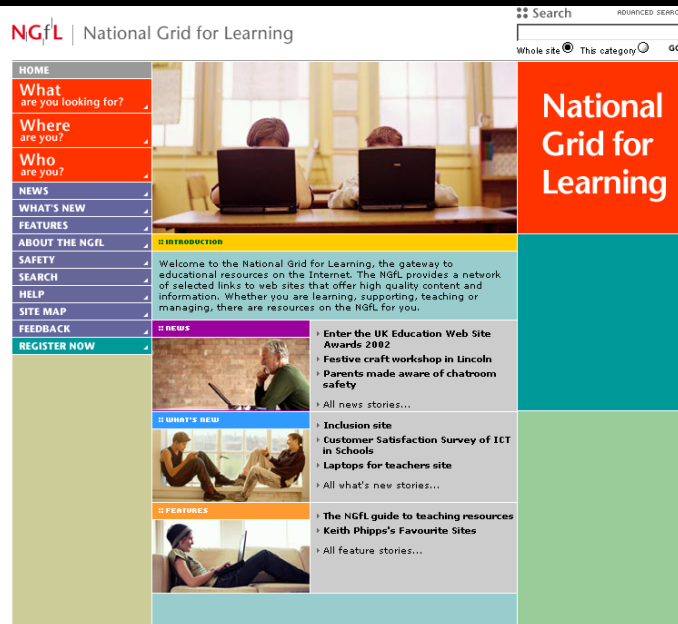 NGfL | National Grid for Learning
Search
ADVANCED SEARC
Whole site This category GO
HOME
What
are you looking for?
Where
are you?
Who
are you?
NEWS
WHAT'S NEW
FEATURES
ABOUT THE NGfL
SAFETY
SEARCH
HELP
SITE MAP
FEEDBACK
REGISTER NOW
National
Grid for
Learning
INTRODUCTION
Welcome to the National Grid for Learning, the gateway to
educational resources on the Internet. The NGfL provides a network
of selected links to web sites that offer high quality content and
information. Whether you are learning, supporting, teaching or
managing, there are resources on the NGfL for you.
NEWS
Enter the UK Education Web Site
Awards 2002
Festive craft workshop in Lincoln
Parents made aware of chatroom
safety
All news stories...
WHAT'S NEW
Inclusion site
Customer Satisfaction Survey of ICT
in Schools
Laptops for teachers site
All what's new stories...
FEATURES
The NGfL guide to teaching resources
Keith Phipps's Favourite Sites
All feature stories...